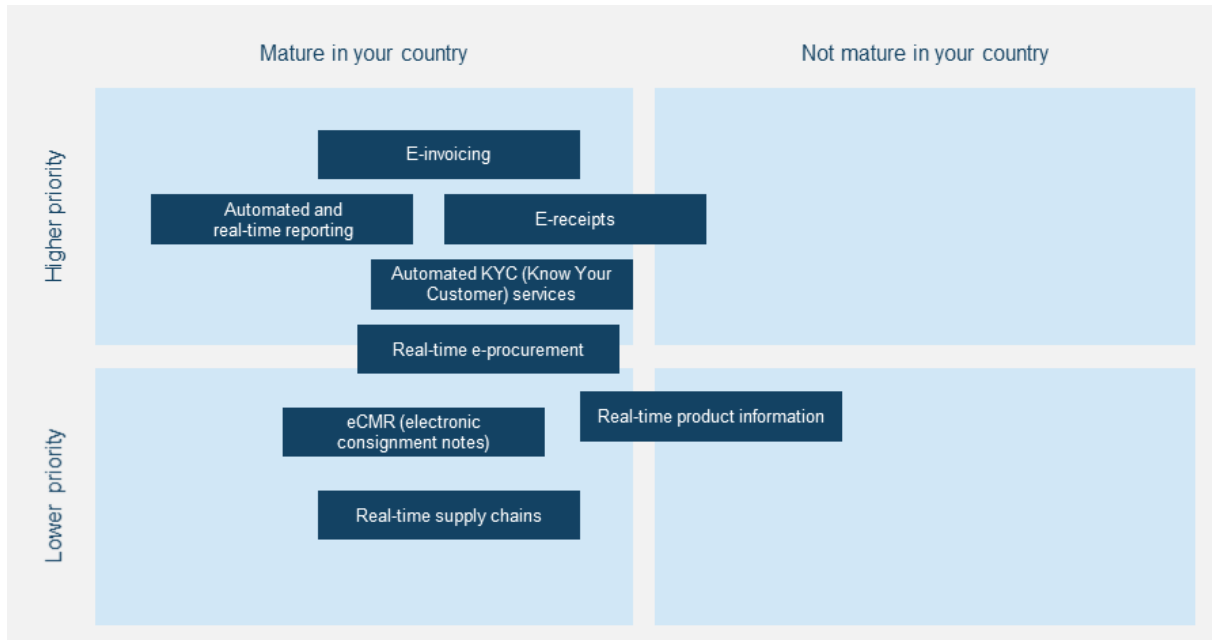 Mature in your country
Not mature in your country
Higher priority
E-invoicing
Automated and
real-time reporting
E-receipts
Automated KYC (Know Your
Customer) services
Real-time e-procurement
Lower priority
eCMR (electronic
consignment notes)
Real-time product information
Real-time supply chains